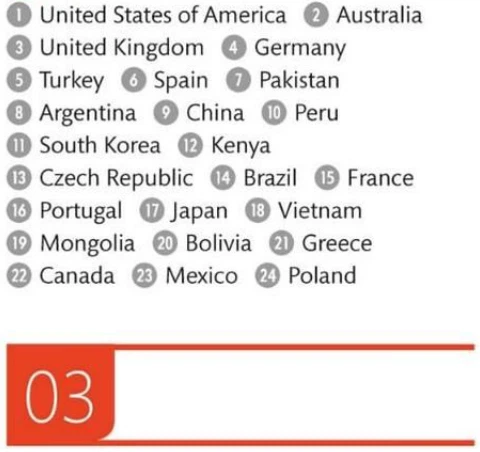 1 United States of America 2 Australia
3 United Kingdom 4 Germany
5 Turkey 6 Spain 7 Pakistan
8 Argentina 9 China 10 Peru
11 South Korea 12 Kenya
13 Czech Republic 14 Brazil 15 France
16 Portugal 17 Japan 18 Vietnam
19 Mongolia 20 Bolivia 21 Greece
22 Canada 23 Mexico 24 Poland
03